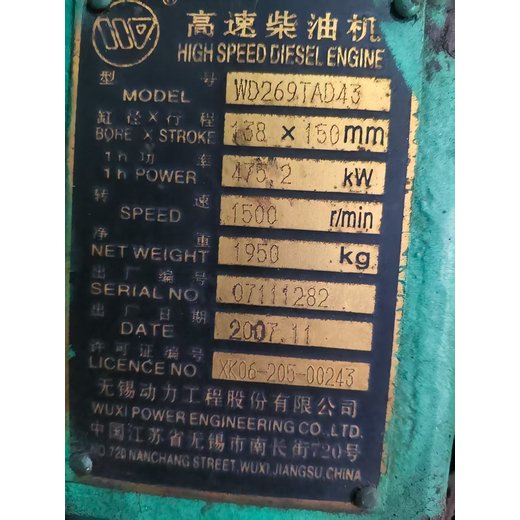 WD ®
高速柴油机
HIGH SPEED DIESEL ENGINE
型号
MODEL WD269TAD43
缸径×行程
BORE × STROKE 138 × 150 mm
1h功率
1h POWER 475.2 kW
转速
SPEED 1500 r/min
净重
NET WEIGHT 1950 kg
出厂编号
SERIAL NO 07111282
出厂日期
DATE 2007.11
许可证编号
LICENCE NO XK06-205-00243
无锡动力工程股份有限公司
WUXI POWER ENGINEERING CO.,LTD.
中国江苏省无锡市南长街720号
NO 720 NANCHANG STREET,WUXI,JIANGSU,CHINA